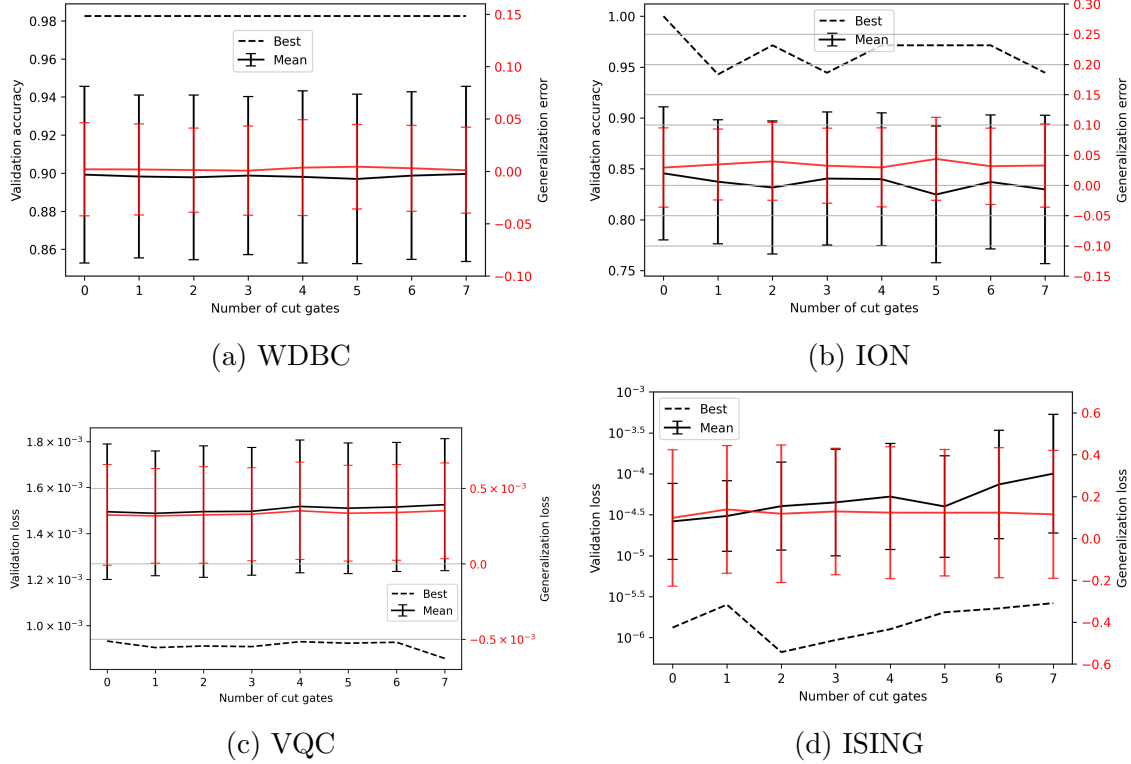 0.98
0.96
0.94
0.92
0.90
0.88
0.86
Validation accuracy
Best
Mean
0.15
0.10
0.05
0.00
−0.05
−0.10
Generalization error
0 1 2 3 4 5 6 7
Number of cut gates
(a) WDBC
1.00
0.95
0.90
0.85
0.80
0.75
Validation accuracy
Best
Mean
0.30
0.25
0.20
0.15
0.10
0.05
0.00
−0.05
−0.10
−0.15
Generalization error
0 1 2 3 4 5 6 7
Number of cut gates
(b) ION
1.8 × 10⁻³
1.6 × 10⁻³
1.4 × 10⁻³
1.2 × 10⁻³
1.0 × 10⁻³
Validation loss
Best
Mean
0.5 × 10⁻³
0.0
−0.5 × 10⁻³
Generalization loss
0 1 2 3 4 5 6 7
Number of cut gates
(c) VQC
10⁻³
10⁻³·⁵
10⁻⁴
10⁻⁴·⁵
10⁻⁵
10⁻⁵·⁵
10⁻⁶
Validation loss
Best
Mean
0.6
0.4
0.2
0.0
−0.2
−0.4
−0.6
Generalization loss
0 1 2 3 4 5 6 7
Number of cut gates
(d) ISING